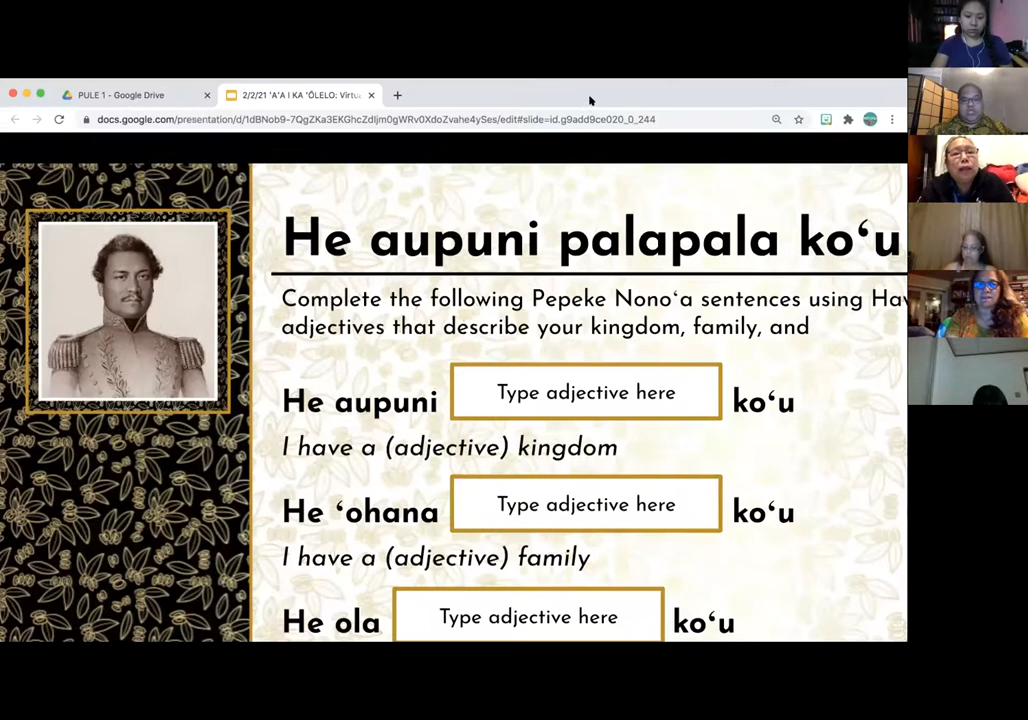 PULE 1 - Google Drive
2/2/21 'A'A I KA 'ŌLELO: Virtu
docs.google.com/presentation/d/1dBNob9-7QgZKa3EKGhcZdIjm0gWRv0XdoZvahe4ySes/edit#slide=id.g9add9ce020_0_244
He aupuni palapala koʻu
Complete the following Pepeke Nonoʻa sentences using Hav
adjectives that describe your kingdom, family, and
He aupuni Type adjective here koʻu
I have a (adjective) kingdom
He ʻohana Type adjective here koʻu
I have a (adjective) family
He ola Type adjective here koʻu